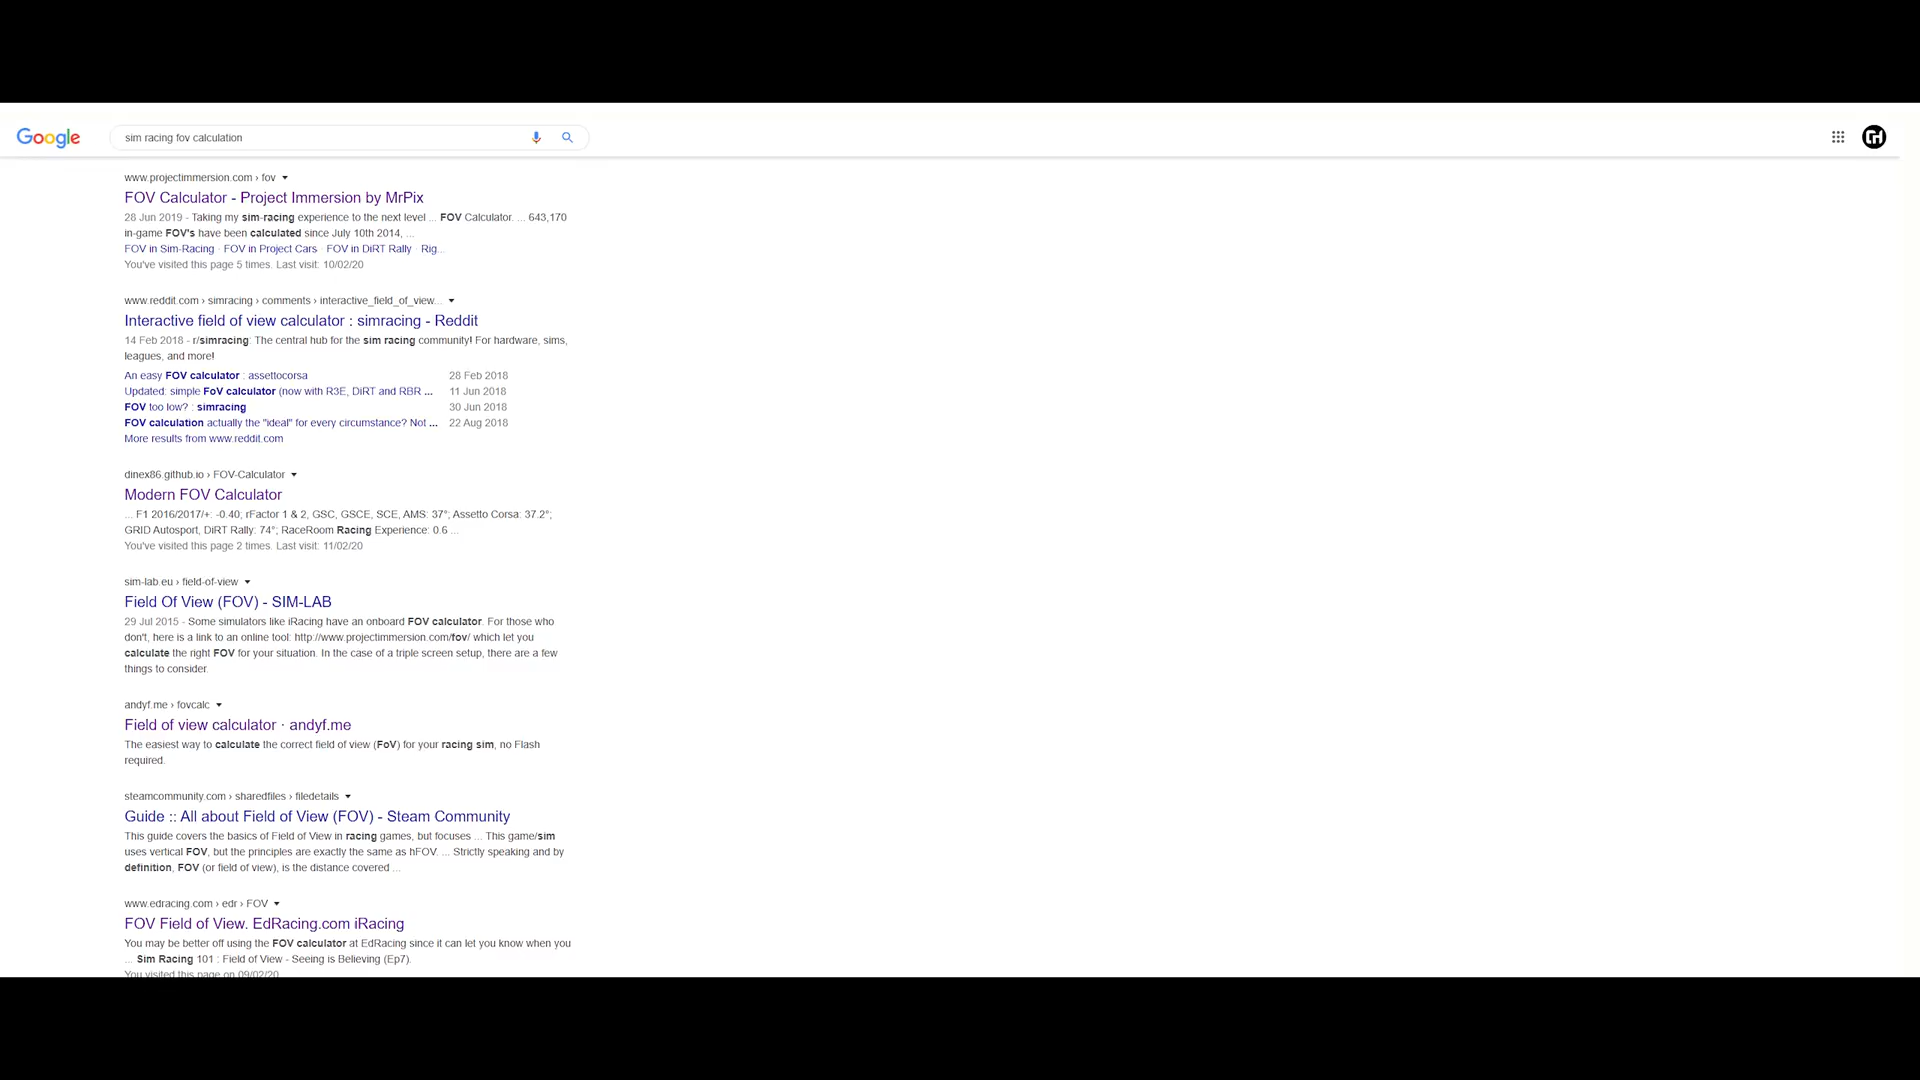 Google
sim racing fov calculation
www.projectimmersion.com › fov
FOV Calculator - Project Immersion by MrPix
28 Jun 2019 - Taking my sim-racing experience to the next level ... FOV Calculator. ... 643,170
in-game FOV's have been calculated since July 10th 2014, ...
FOV in Sim-Racing · FOV in Project Cars · FOV in DiRT Rally · Rig...
You've visited this page 5 times. Last visit: 10/02/20
www.reddit.com › simracing › comments › interactive_field_of_view...
Interactive field of view calculator : simracing - Reddit
14 Feb 2018 - r/simracing: The central hub for the sim racing community! For hardware, sims,
leagues, and more!
An easy FOV calculator : assettocorsa 28 Feb 2018
Updated: simple FoV calculator (now with R3E, DiRT and RBR ... 11 Jun 2018
FOV too low? : simracing 30 Jun 2018
FOV calculation actually the "ideal" for every circumstance? Not ... 22 Aug 2018
More results from www.reddit.com
dinex86.github.io › FOV-Calculator
Modern FOV Calculator
... F1 2016/2017/+: -0.40; rFactor 1 & 2, GSC, GSCE, SCE, AMS: 37°; Assetto Corsa: 37.2°;
GRID Autosport, DiRT Rally: 74°; RaceRoom Racing Experience: 0.6 ...
You've visited this page 2 times. Last visit: 11/02/20
sim-lab.eu › field-of-view
Field Of View (FOV) - SIM-LAB
29 Jul 2015 - Some simulators like iRacing have an onboard FOV calculator. For those who
don't, here is a link to an online tool: http://www.projectimmersion.com/fov/ which let you
calculate the right FOV for your situation. In the case of a triple screen setup, there are a few
things to consider.
andyf.me › fovcalc
Field of view calculator · andyf.me
The easiest way to calculate the correct field of view (FoV) for your racing sim, no Flash
required.
steamcommunity.com › sharedfiles › filedetails
Guide :: All about Field of View (FOV) - Steam Community
This guide covers the basics of Field of View in racing games, but focuses ... This game/sim
uses vertical FOV, but the principles are exactly the same as hFOV. ... Strictly speaking and by
definition, FOV (or field of view), is the distance covered ...
www.edracing.com › edr › FOV
FOV Field of View. EdRacing.com iRacing
You may be better off using the FOV calculator at EdRacing since it can let you know when you
... Sim Racing 101 : Field of View - Seeing is Believing (Ep7).
You visited this page on 09/02/20